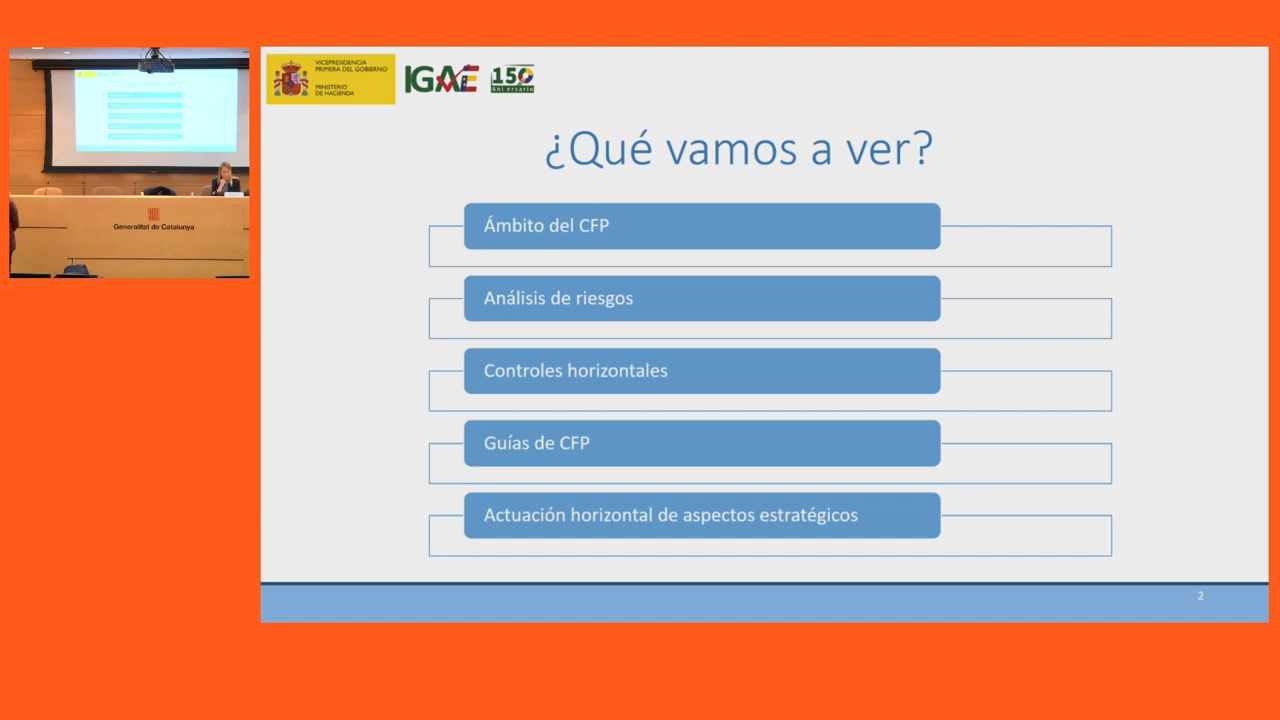 VICEPRESIDENCIA
PRIMERA DEL GOBIERNO
MINISTERIO
DE HACIENDA
IGAE
150
Aniversario
¿Qué vamos a ver?
Ámbito del CFP
Análisis de riesgos
Controles horizontales
Guías de CFP
Actuación horizontal de aspectos estratégicos
2
Generalitat de Catalunya